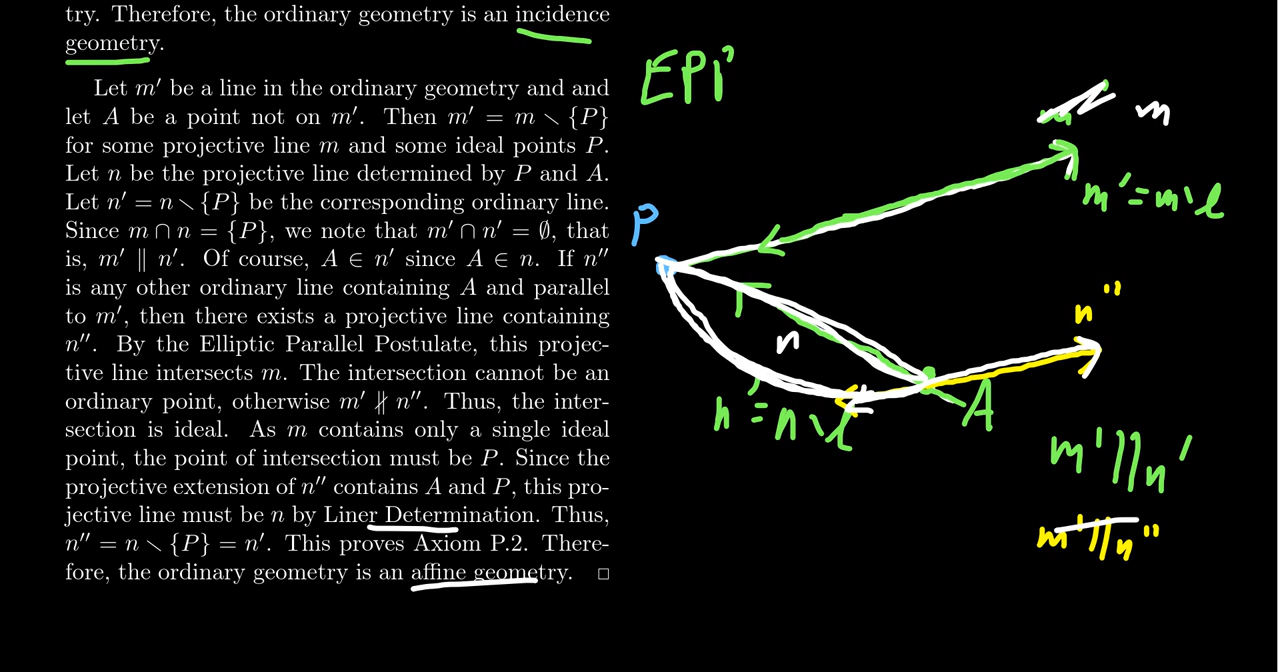 try. Therefore, the ordinary geometry is an incidence
geometry.
Let m′ be a line in the ordinary geometry and and
let A be a point not on m′. Then m′ = m ∖ {P}
for some projective line m and some ideal points P.
Let n be the projective line determined by P and A.
Let n′ = n ∖ {P} be the corresponding ordinary line.
Since m ∩ n = {P}, we note that m′ ∩ n′ = ∅, that
is, m′ ∥ n′. Of course, A ∈ n′ since A ∈ n. If n′′
is any other ordinary line containing A and parallel
to m′, then there exists a projective line containing
n′′. By the Elliptic Parallel Postulate, this projec-
tive line intersects m. The intersection cannot be an
ordinary point, otherwise m′ ∦ n′′. Thus, the inter-
section is ideal. As m contains only a single ideal
point, the point of intersection must be P. Since the
projective extension of n′′ contains A and P, this pro-
jective line must be n by Liner Determination. Thus,
n′′ = n ∖ {P} = n′. This proves Axiom P.2. There-
fore, the ordinary geometry is an affine geometry. □
EPP
m
m′ = m∖ℓ
P
n′′
n
A
n′ = n∖ℓ
m′ ∥ n′
m′ ∥ n′′